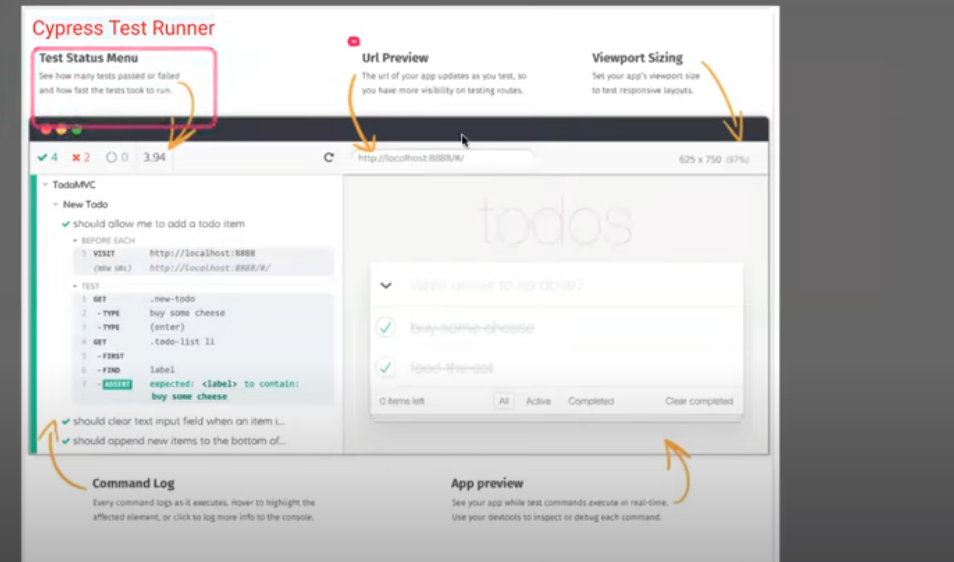 Cypress Test Runner
Test Status Menu
See how many tests passed or failed
and how fast the tests took to run.
Url Preview
The url of your app updates as you test, so
you have more visibility on testing routes.
Viewport Sizing
Set your app's viewport size
to test responsive layouts.
4 2 0 3.94
http://localhost:8888/#/
625 x 750 (97%)
TodoMVC
New Todo
should allow me to add a todo item
BEFORE EACH
1 VISIT http://localhost:8888
(NEW URL) http://localhost:8888/#/
TEST
1 GET .new-todo
2 -TYPE buy some cheese
3 -TYPE {enter}
4 GET .todo-list li
5 -FIRST
6 -FIND label
7 -ASSERT expected: <label> to contain:
buy some cheese
should clear text input field when an item i...
should append new items to the bottom of...
todos
What needs to be done?
buy some cheese
feed the cat
0 items left
All Active Completed
Clear completed
Command Log
Every command logs as it executes. Hover to highlight the
affected element, or click to log more info to the console.
App preview
See your app while test commands execute in real-time.
Use your devtools to inspect or debug each command.